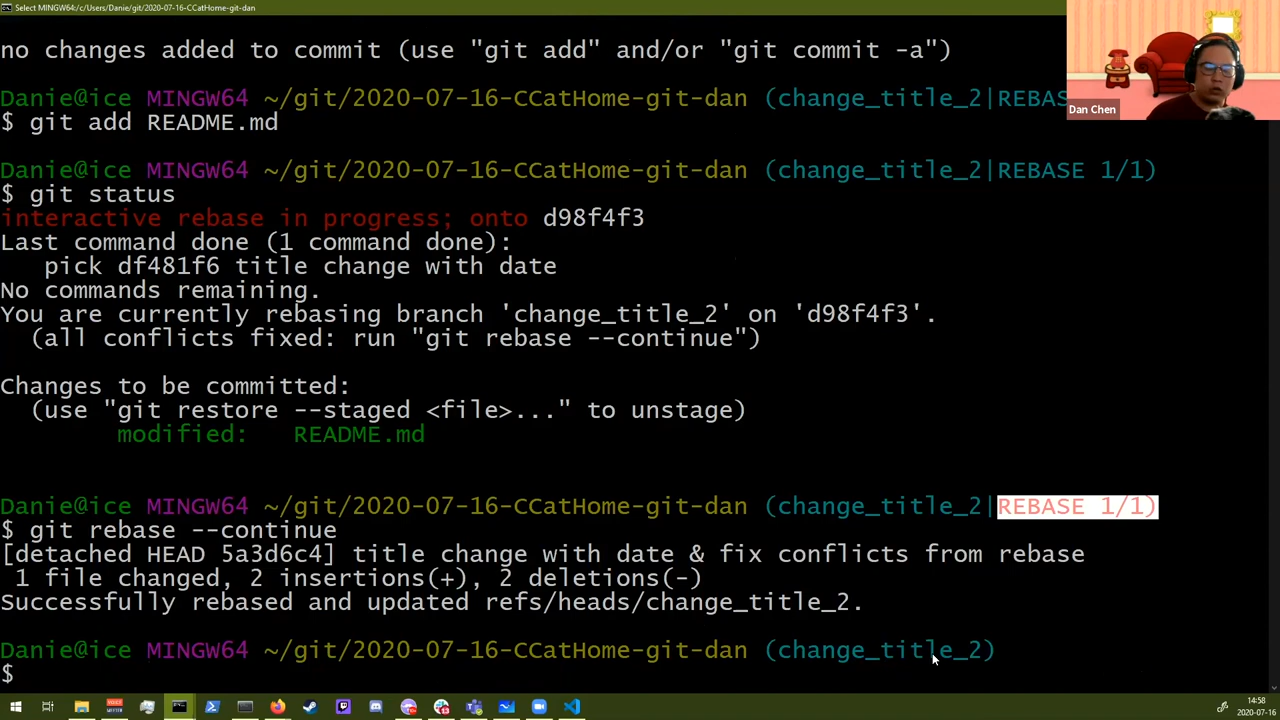 Select MINGW64:/c/Users/Danie/git/2020-07-16-CCatHome-git-dan
no changes added to commit (use "git add" and/or "git commit -a")
Danie@ice MINGW64 ~/git/2020-07-16-CCatHome-git-dan (change_title_2|REBAS
$ git add README.md
Dan Chen
Danie@ice MINGW64 ~/git/2020-07-16-CCatHome-git-dan (change_title_2|REBASE 1/1)
$ git status
interactive rebase in progress; onto d98f4f3
Last command done (1 command done):
pick df481f6 title change with date
No commands remaining.
You are currently rebasing branch 'change_title_2' on 'd98f4f3'.
(all conflicts fixed: run "git rebase --continue")
Changes to be committed:
(use "git restore --staged <file>..." to unstage)
modified: README.md
Danie@ice MINGW64 ~/git/2020-07-16-CCatHome-git-dan (change_title_2|REBASE 1/1)
$ git rebase --continue
[detached HEAD 5a3d6c4] title change with date & fix conflicts from rebase
1 file changed, 2 insertions(+), 2 deletions(-)
Successfully rebased and updated refs/heads/change_title_2.
Danie@ice MINGW64 ~/git/2020-07-16-CCatHome-git-dan (change_title_2)
$
14:58
2020-07-16